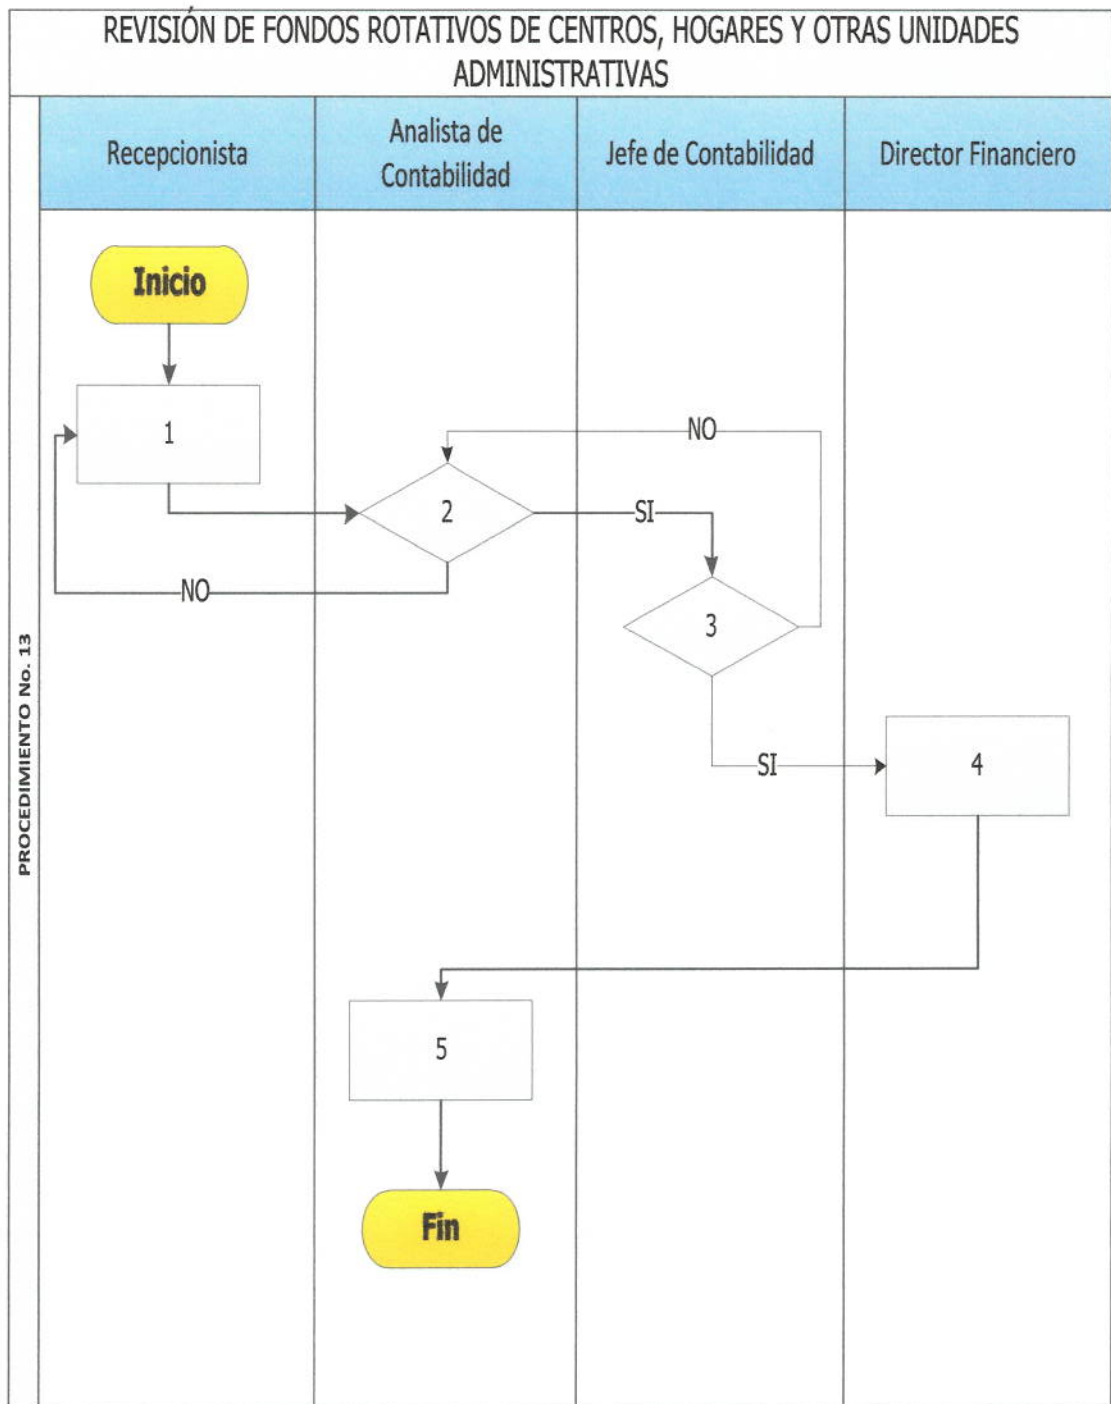 REVISIÓN DE FONDOS ROTATIVOS DE CENTROS, HOGARES Y OTRAS UNIDADES
ADMINISTRATIVAS
PROCEDIMIENTO No. 13
Recepcionista
Analista de
Contabilidad
Jefe de Contabilidad
Director Financiero
Inicio
1
NO
2
SI
NO
3
SI
4
5
Fin